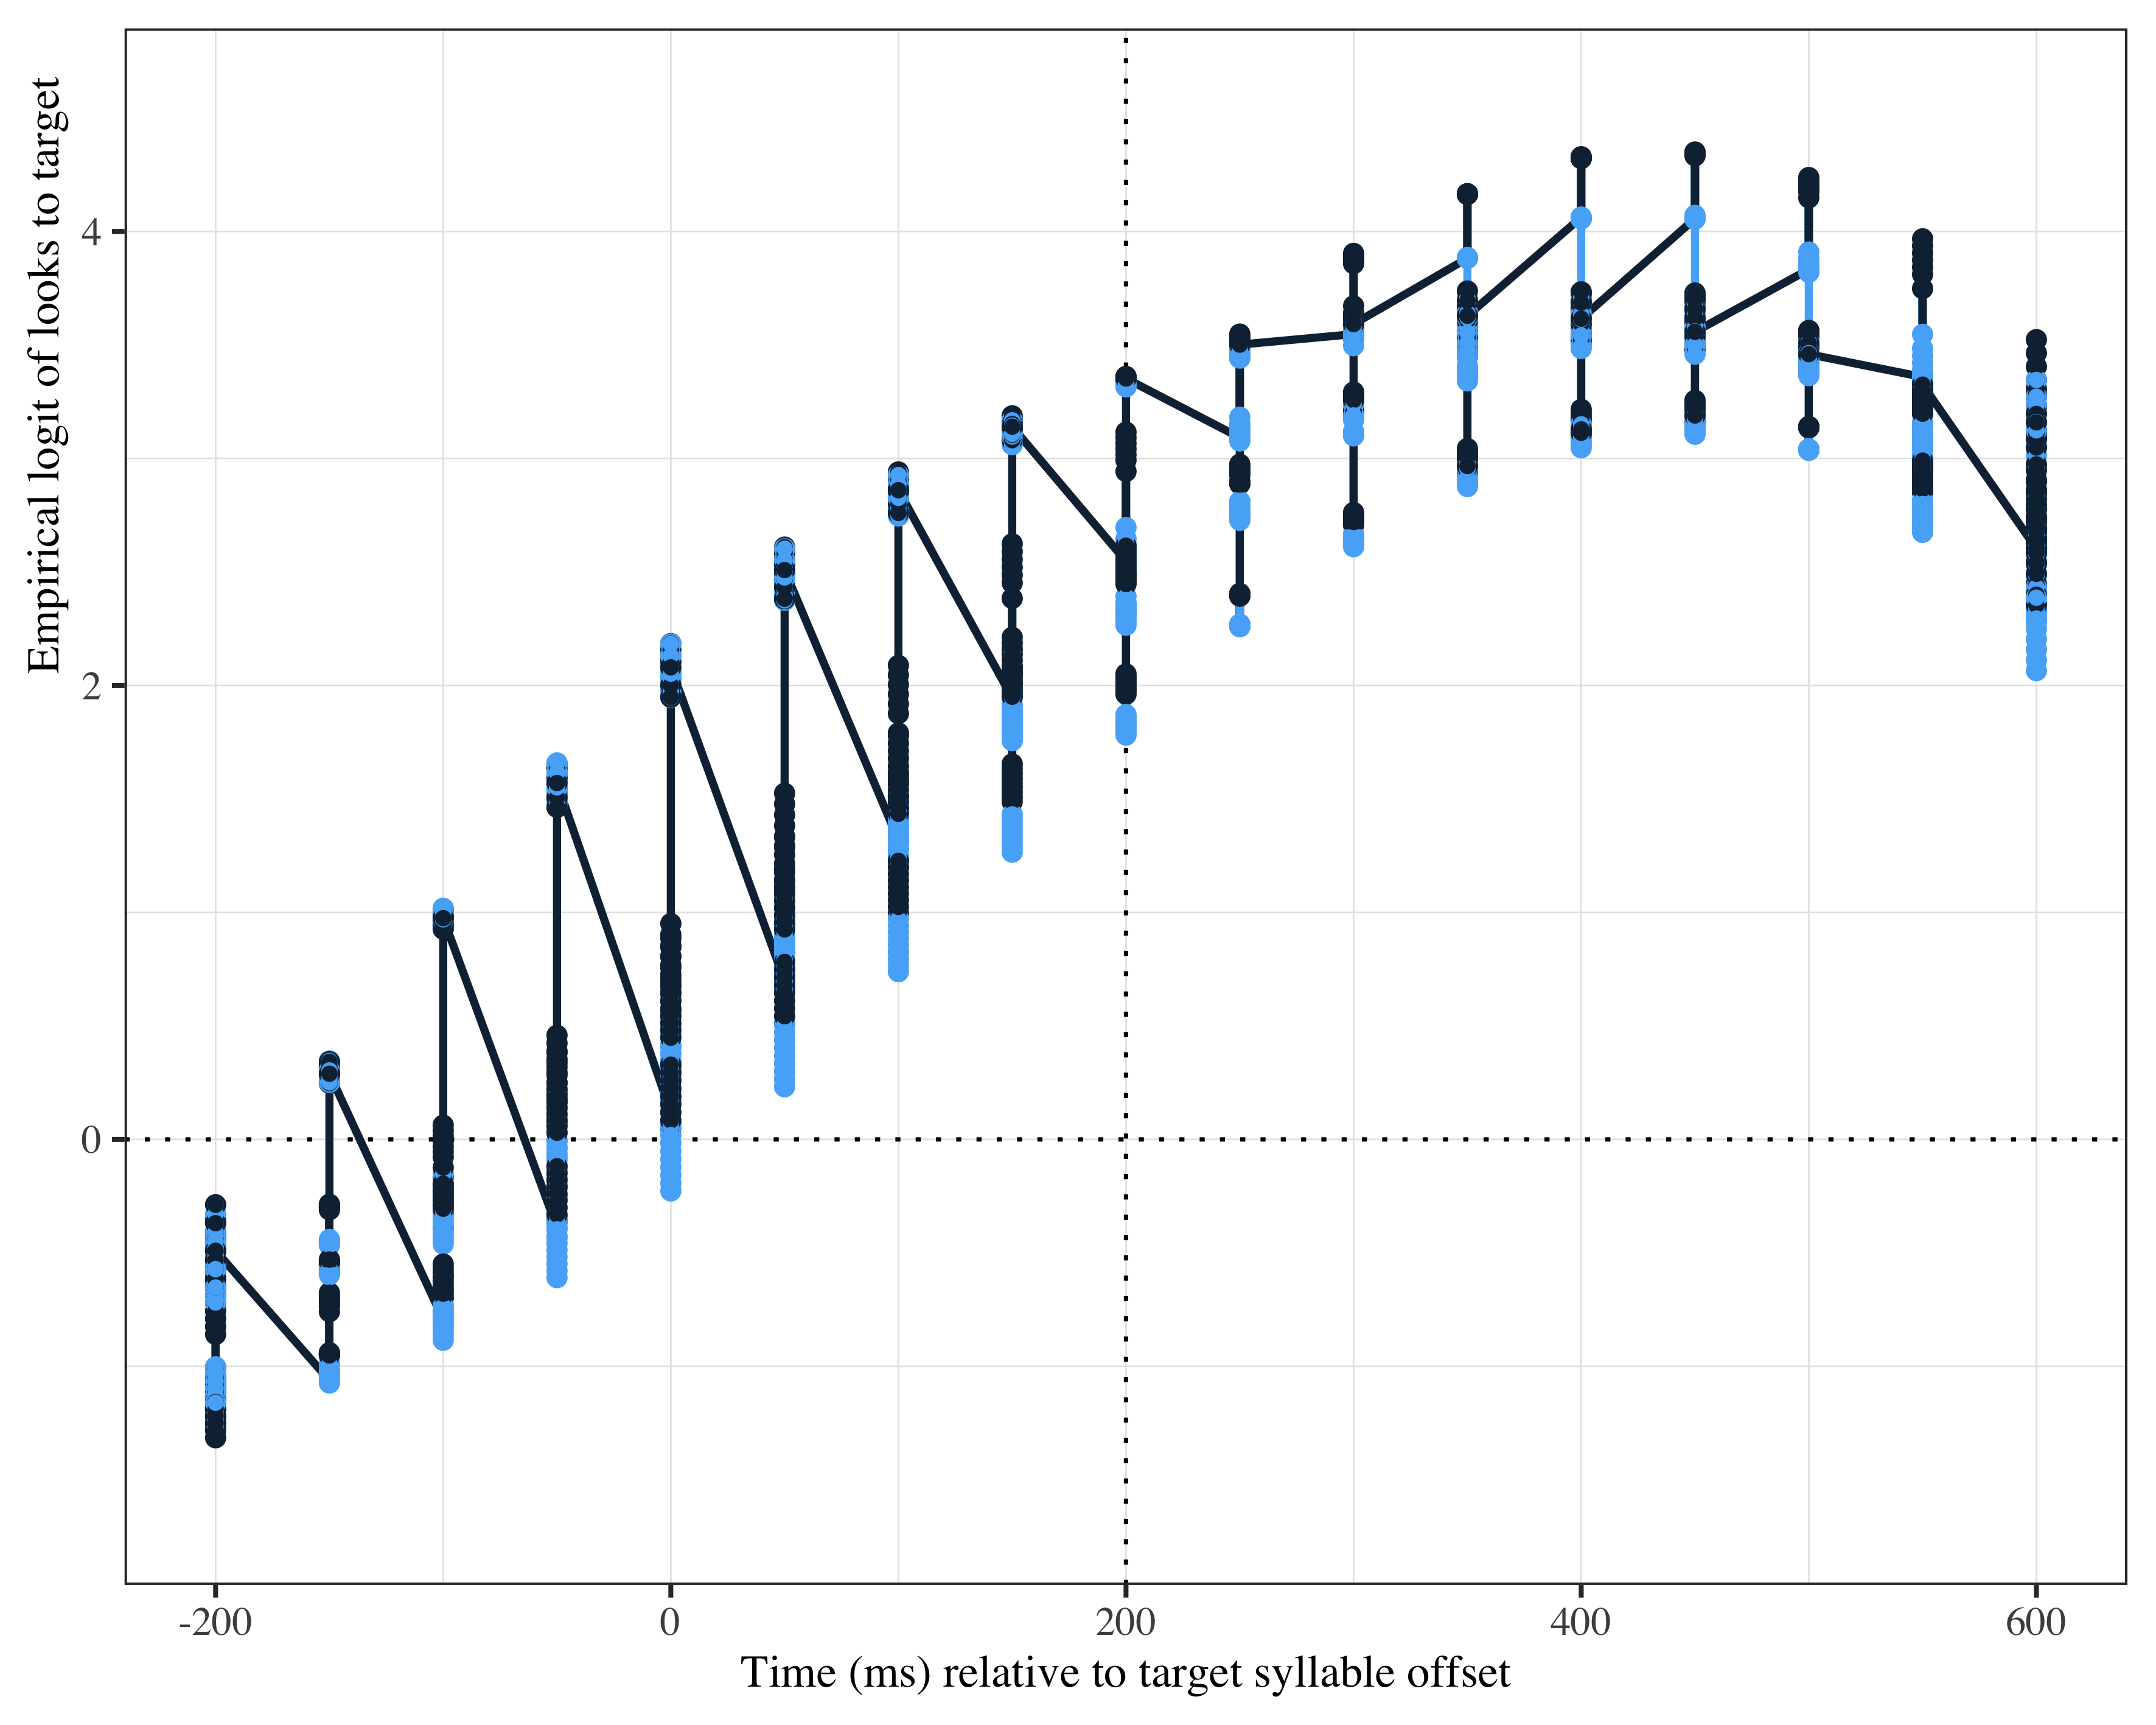 Empirical logit of looks to target
4
2
0
-200 0 200 400 600
Time (ms) relative to target syllable offset